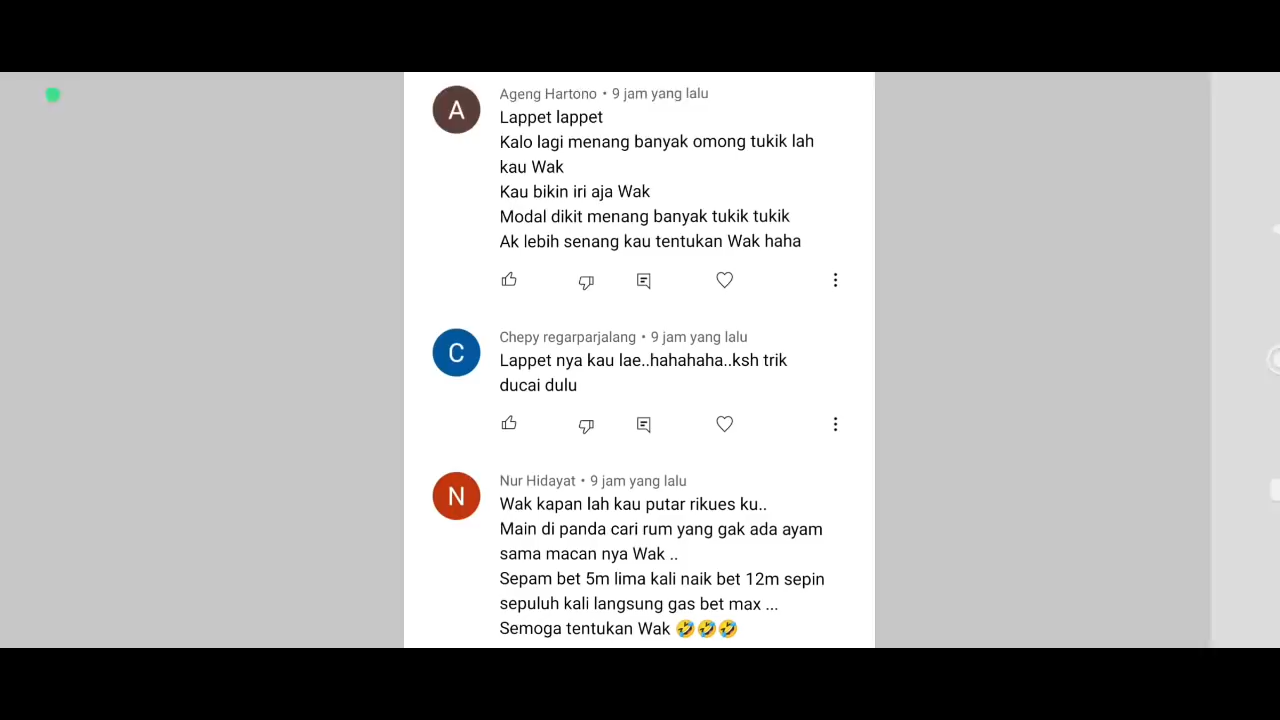 A
Ageng Hartono • 9 jam yang lalu
Lappet lappet
Kalo lagi menang banyak omong tukik lah
kau Wak
Kau bikin iri aja Wak
Modal dikit menang banyak tukik tukik
Ak lebih senang kau tentukan Wak haha
C
Chepy regarparjalang • 9 jam yang lalu
Lappet nya kau lae..hahahaha..ksh trik
ducai dulu
N
Nur Hidayat • 9 jam yang lalu
Wak kapan lah kau putar rikues ku..
Main di panda cari rum yang gak ada ayam
sama macan nya Wak ..
Sepam bet 5m lima kali naik bet 12m sepin
sepuluh kali langsung gas bet max ...
Semoga tentukan Wak 🤣🤣🤣